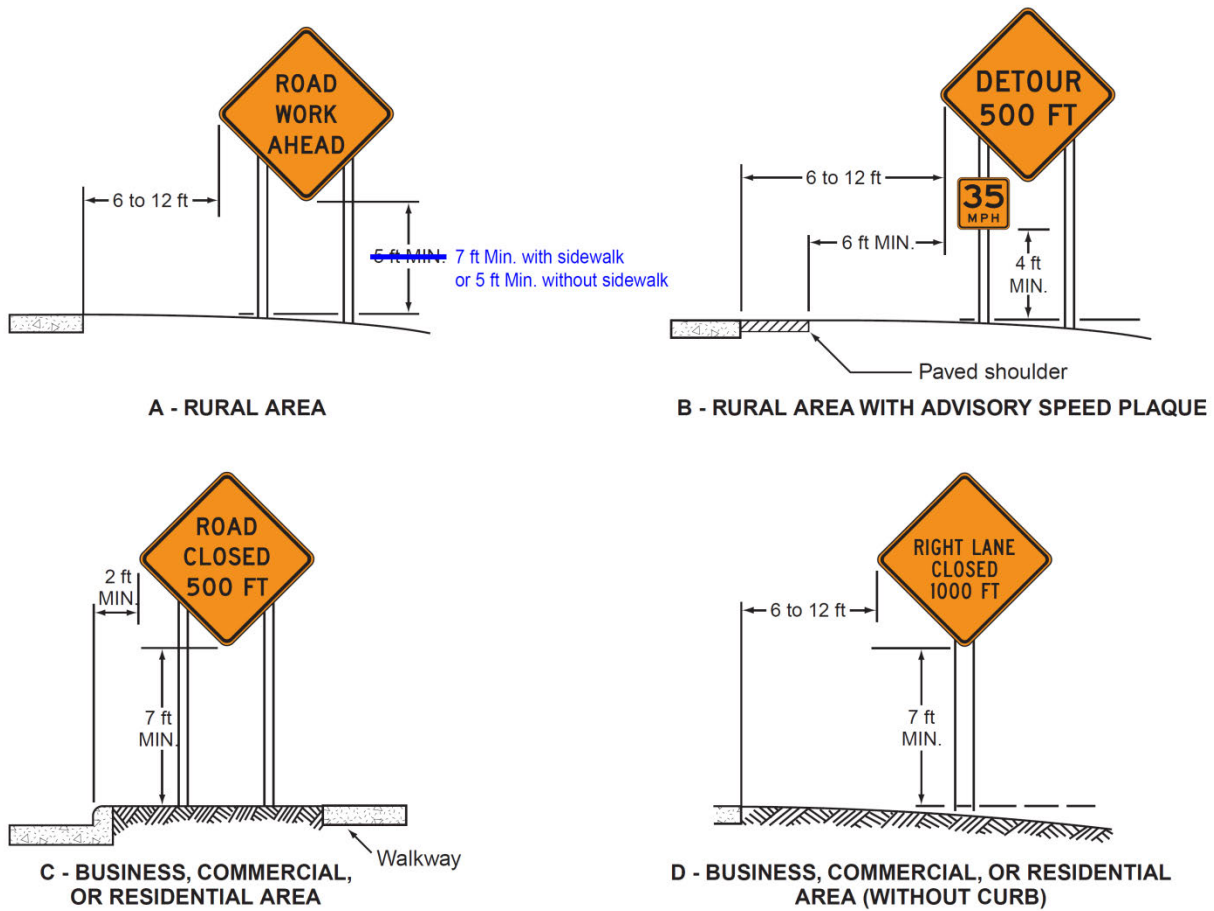 ROAD
WORK
AHEAD
6 to 12 ft
5 ft MIN.
7 ft Min. with sidewalk
or 5 ft Min. without sidewalk
A - RURAL AREA
DETOUR
500 FT
35
MPH
6 to 12 ft
6 ft MIN.
4 ft
MIN.
Paved shoulder
B - RURAL AREA WITH ADVISORY SPEED PLAQUE
ROAD
CLOSED
500 FT
2 ft
MIN.
7 ft
MIN.
Walkway
C - BUSINESS, COMMERCIAL,
OR RESIDENTIAL AREA
RIGHT LANE
CLOSED
1000 FT
6 to 12 ft
7 ft
MIN.
D - BUSINESS, COMMERCIAL, OR RESIDENTIAL
AREA (WITHOUT CURB)